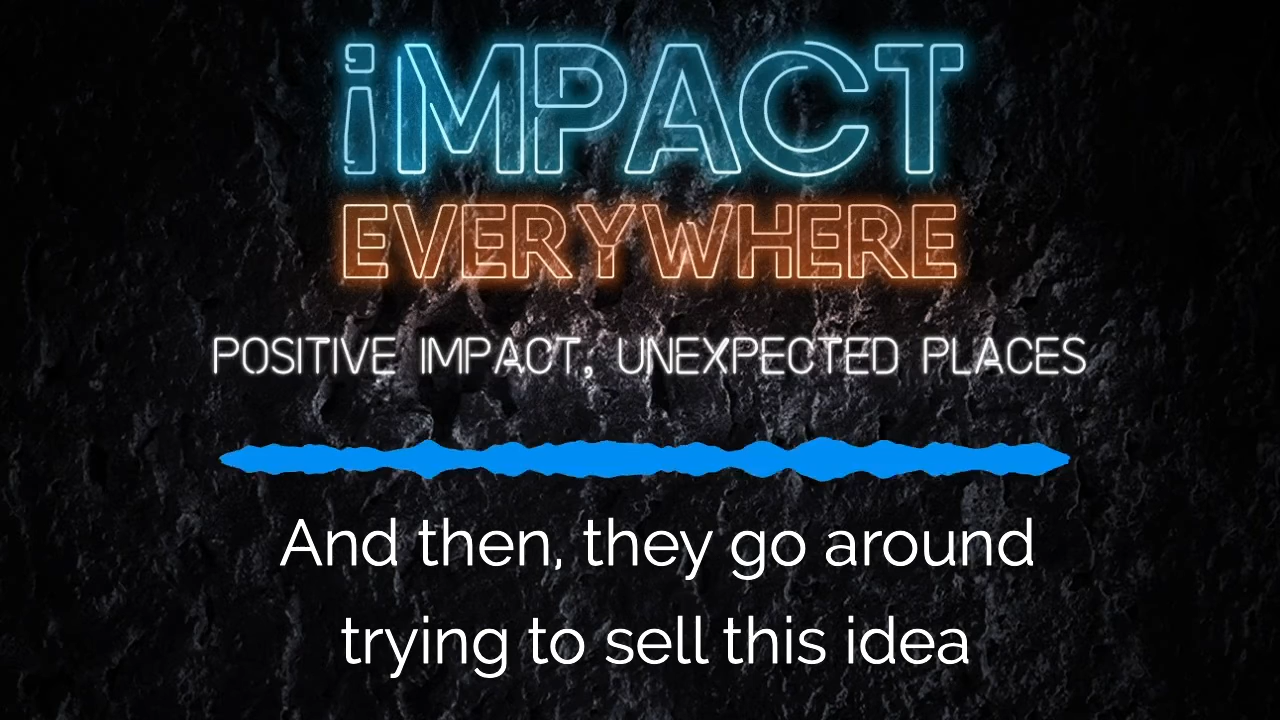 iMPACT
EVERYWHERE
POSITIVE IMPACT, UNEXPECTED PLACES
And then, they go around
trying to sell this idea